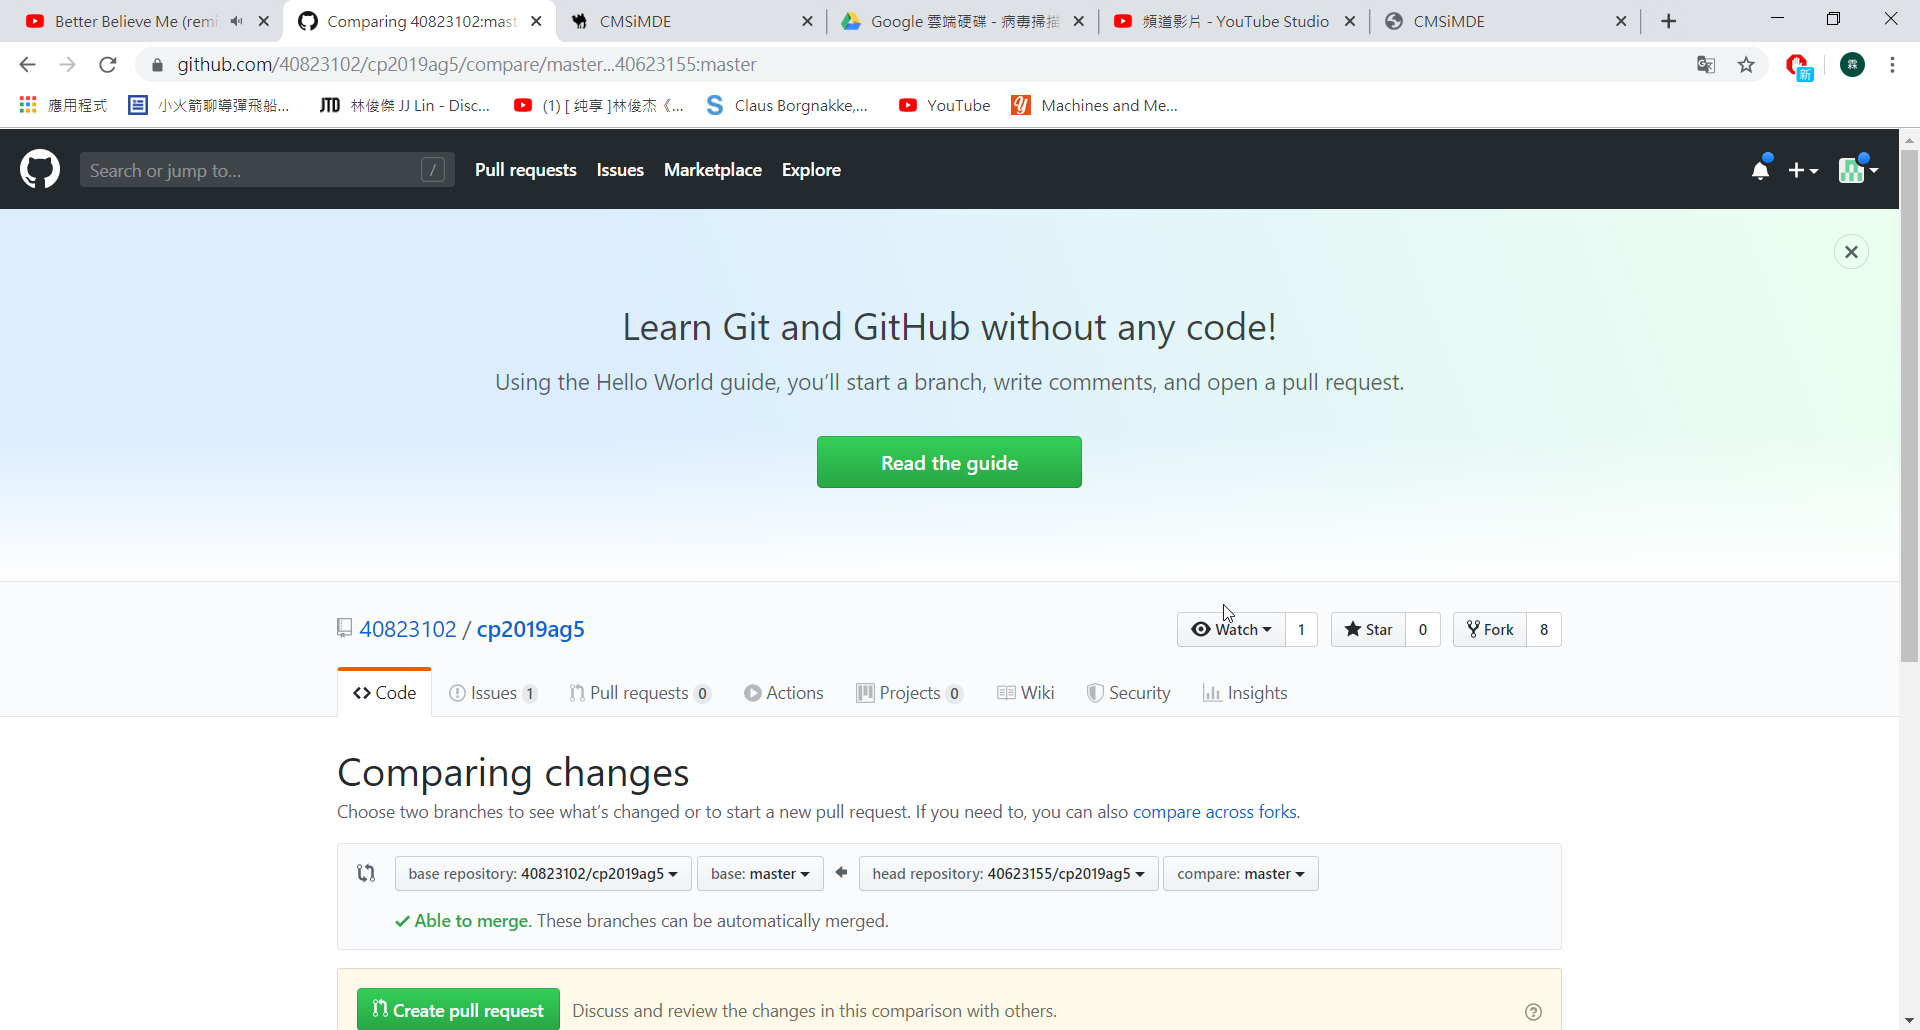 Better Believe Me (remi
Comparing 40823102:mast
CMSiMDE
Google 雲端硬碟 - 病毒掃描
頻道影片 - YouTube Studio
CMSiMDE
github.com/40823102/cp2019ag5/compare/master...40623155:master
新
霖
應用程式
小火箭聊導彈飛船...
JTD 林俊傑 JJ Lin - Disc...
(1) [ 纯享 ]林俊杰《...
S Claus Borgnakke,...
YouTube
y Machines and Me...
Search or jump to... /
Pull requests Issues Marketplace Explore
Learn Git and GitHub without any code!
Using the Hello World guide, you’ll start a branch, write comments, and open a pull request.
Read the guide
40823102 / cp2019ag5
Watch 1 Star 0 Fork 8
Code Issues 1 Pull requests 0 Actions Projects 0 Wiki Security Insights
Comparing changes
Choose two branches to see what’s changed or to start a new pull request. If you need to, you can also compare across forks.
base repository: 40823102/cp2019ag5 base: master head repository: 40623155/cp2019ag5 compare: master
Able to merge. These branches can be automatically merged.
Create pull request Discuss and review the changes in this comparison with others.